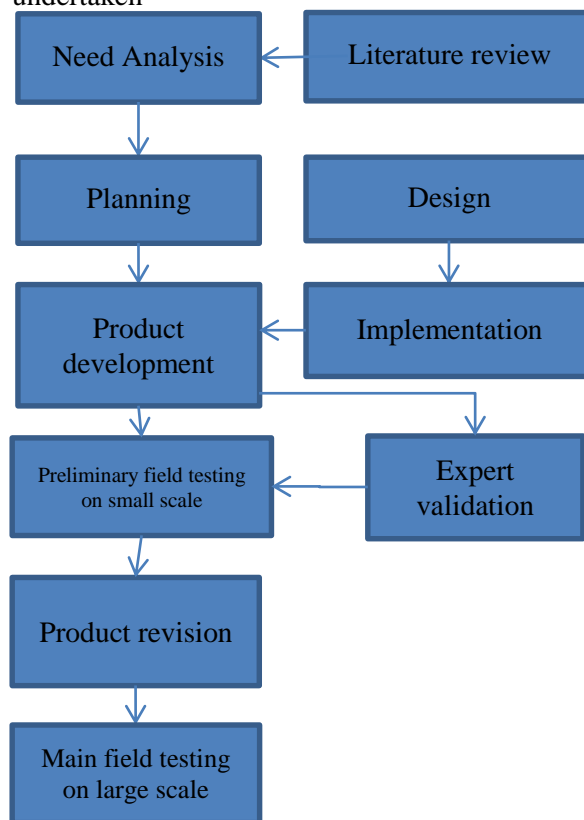 undertaken
Need Analysis
Literature review
Planning
Design
Product
development
Implementation
Preliminary field testing
on small scale
Expert
validation
Product revision
Main field testing
on large scale